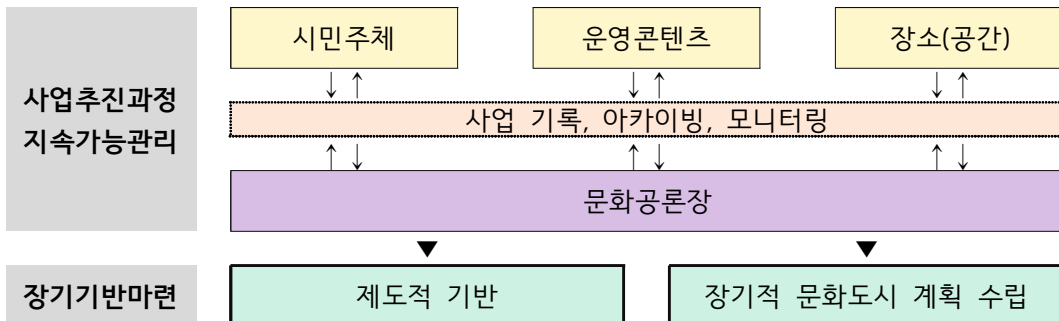 시민주체
운영콘텐츠
장소(공간)
사업추진과정
지속가능관리
사업 기록, 아카이빙, 모니터링
문화공론장
장기기반마련
제도적 기반
장기적 문화도시 계획 수립